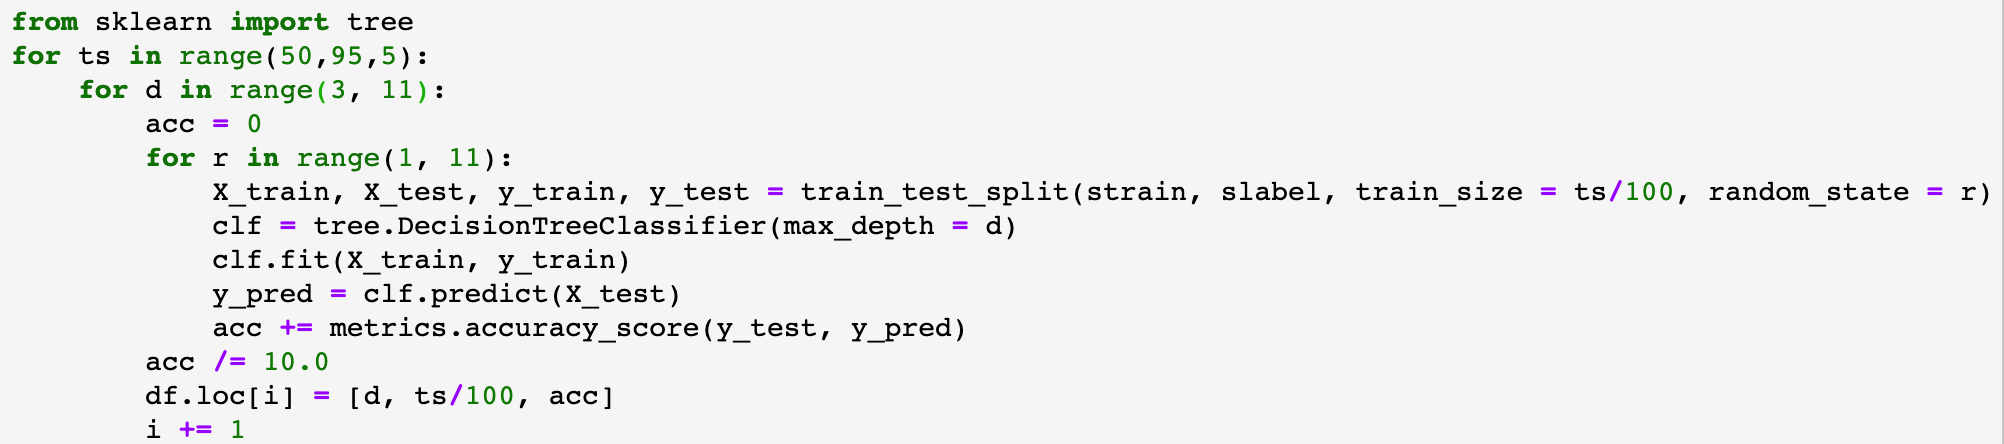 from sklearn import tree
for ts in range(50,95,5):
    for d in range(3, 11):
        acc = 0
        for r in range(1, 11):
            X_train, X_test, y_train, y_test = train_test_split(strain, slabel, train_size = ts/100, random_state = r)
            clf = tree.DecisionTreeClassifier(max_depth = d)
            clf.fit(X_train, y_train)
            y_pred = clf.predict(X_test)
            acc += metrics.accuracy_score(y_test, y_pred)
        acc /= 10.0
        df.loc[i] = [d, ts/100, acc]
        i += 1